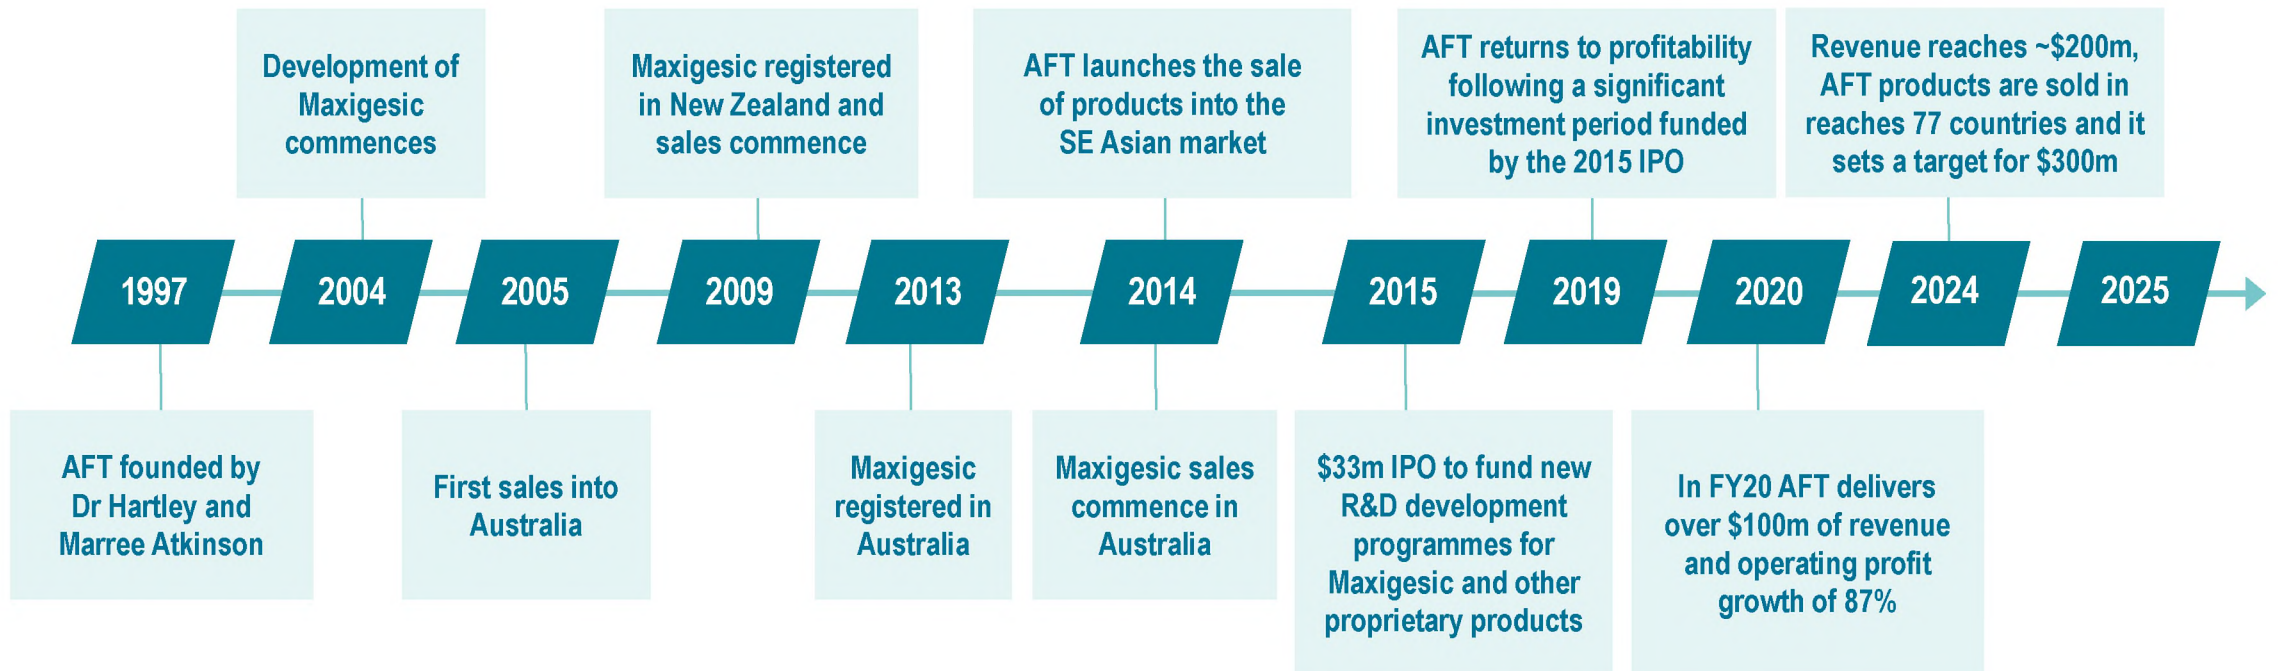 Development of
Maxigesic
commences
Maxigesic registered
in New Zealand and
sales commence
AFT launches the sale
of products into the
SE Asian market
AFT returns to profitability
following a significant
investment period funded
by the 2015 IPO
Revenue reaches ~$200m,
AFT products are sold in
reaches 77 countries and it
sets a target for $300m
1997
2004
2005
2009
2013
2014
2015
2019
2020
2024
2025
AFT founded by
Dr Hartley and
Marree Atkinson
First sales into
Australia
Maxigesic
registered in
Australia
Maxigesic sales
commence in
Australia
$33m IPO to fund new
R&D development
programmes for
Maxigesic and other
proprietary products
In FY20 AFT delivers
over $100m of revenue
and operating profit
growth of 87%